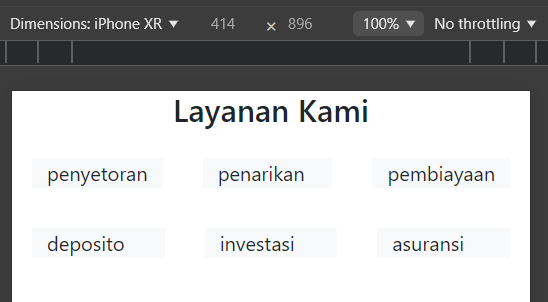 Dimensions: iPhone XR ▼ 414 × 896 100% ▼ No throttling ▼
Layanan Kami
penyetoran penarikan pembiayaan
deposito investasi asuransi